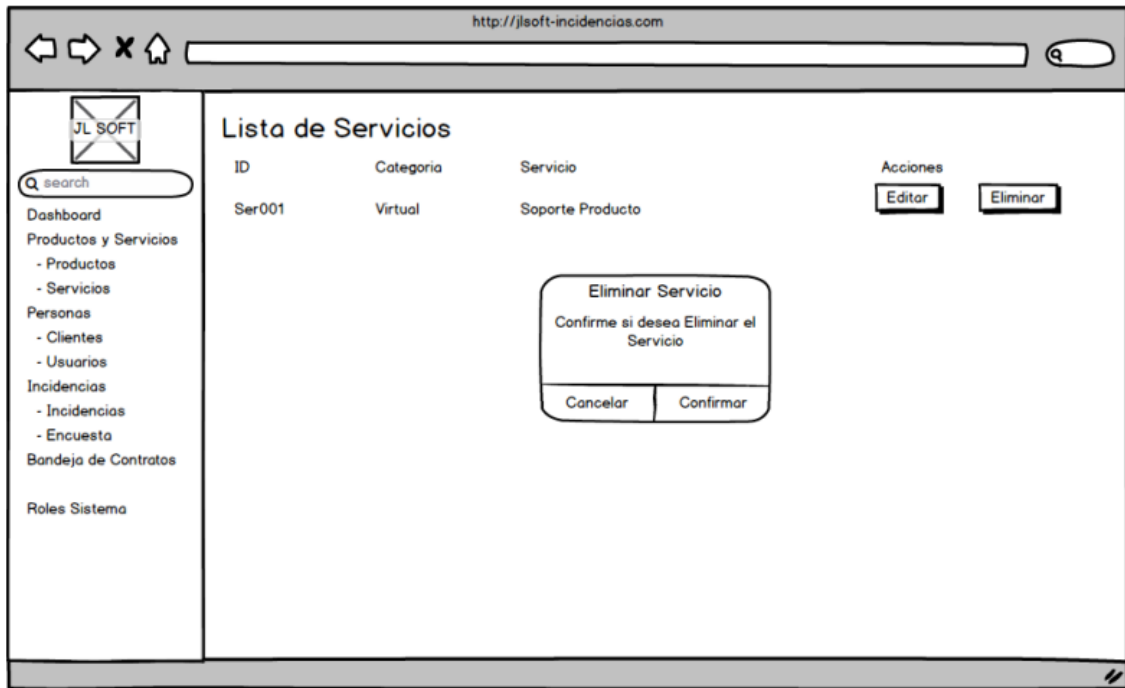 http://jlsoft-incidencias.com
JL SOFT
search
Dashboard
Productos y Servicios
- Productos
- Servicios
Personas
- Clientes
- Usuarios
Incidencias
- Incidencias
- Encuesta
Bandeja de Contratos
Roles Sistema
Lista de Servicios
ID Categoria Servicio Acciones
Ser001 Virtual Soporte Producto Editar Eliminar
Eliminar Servicio
Confirme si desea Eliminar el
Servicio
Cancelar Confirmar